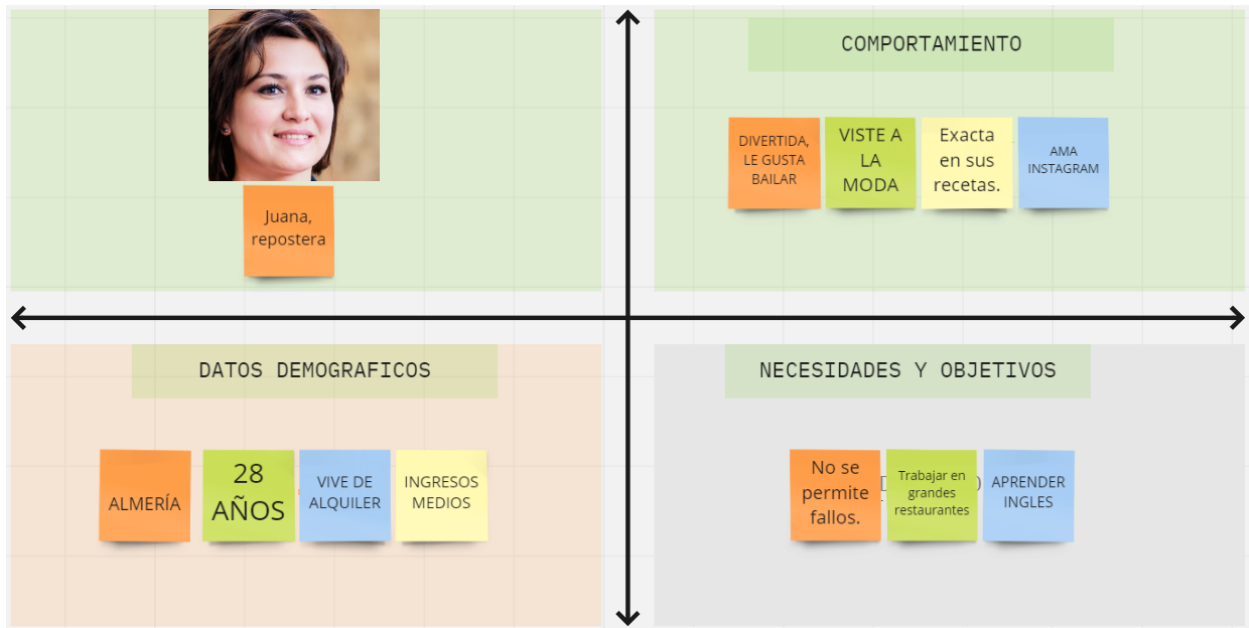 Juana,
repostera
COMPORTAMIENTO
DIVERTIDA,
LE GUSTA
BAILAR
VISTE A
LA
MODA
Exacta
en sus
recetas.
AMA
INSTAGRAM
DATOS DEMOGRAFICOS
ALMERÍA
28
AÑOS
VIVE DE
ALQUILER
INGRESOS
MEDIOS
NECESIDADES Y OBJETIVOS
No se
permite
fallos.
Trabajar en
grandes
restaurantes
APRENDER
INGLES